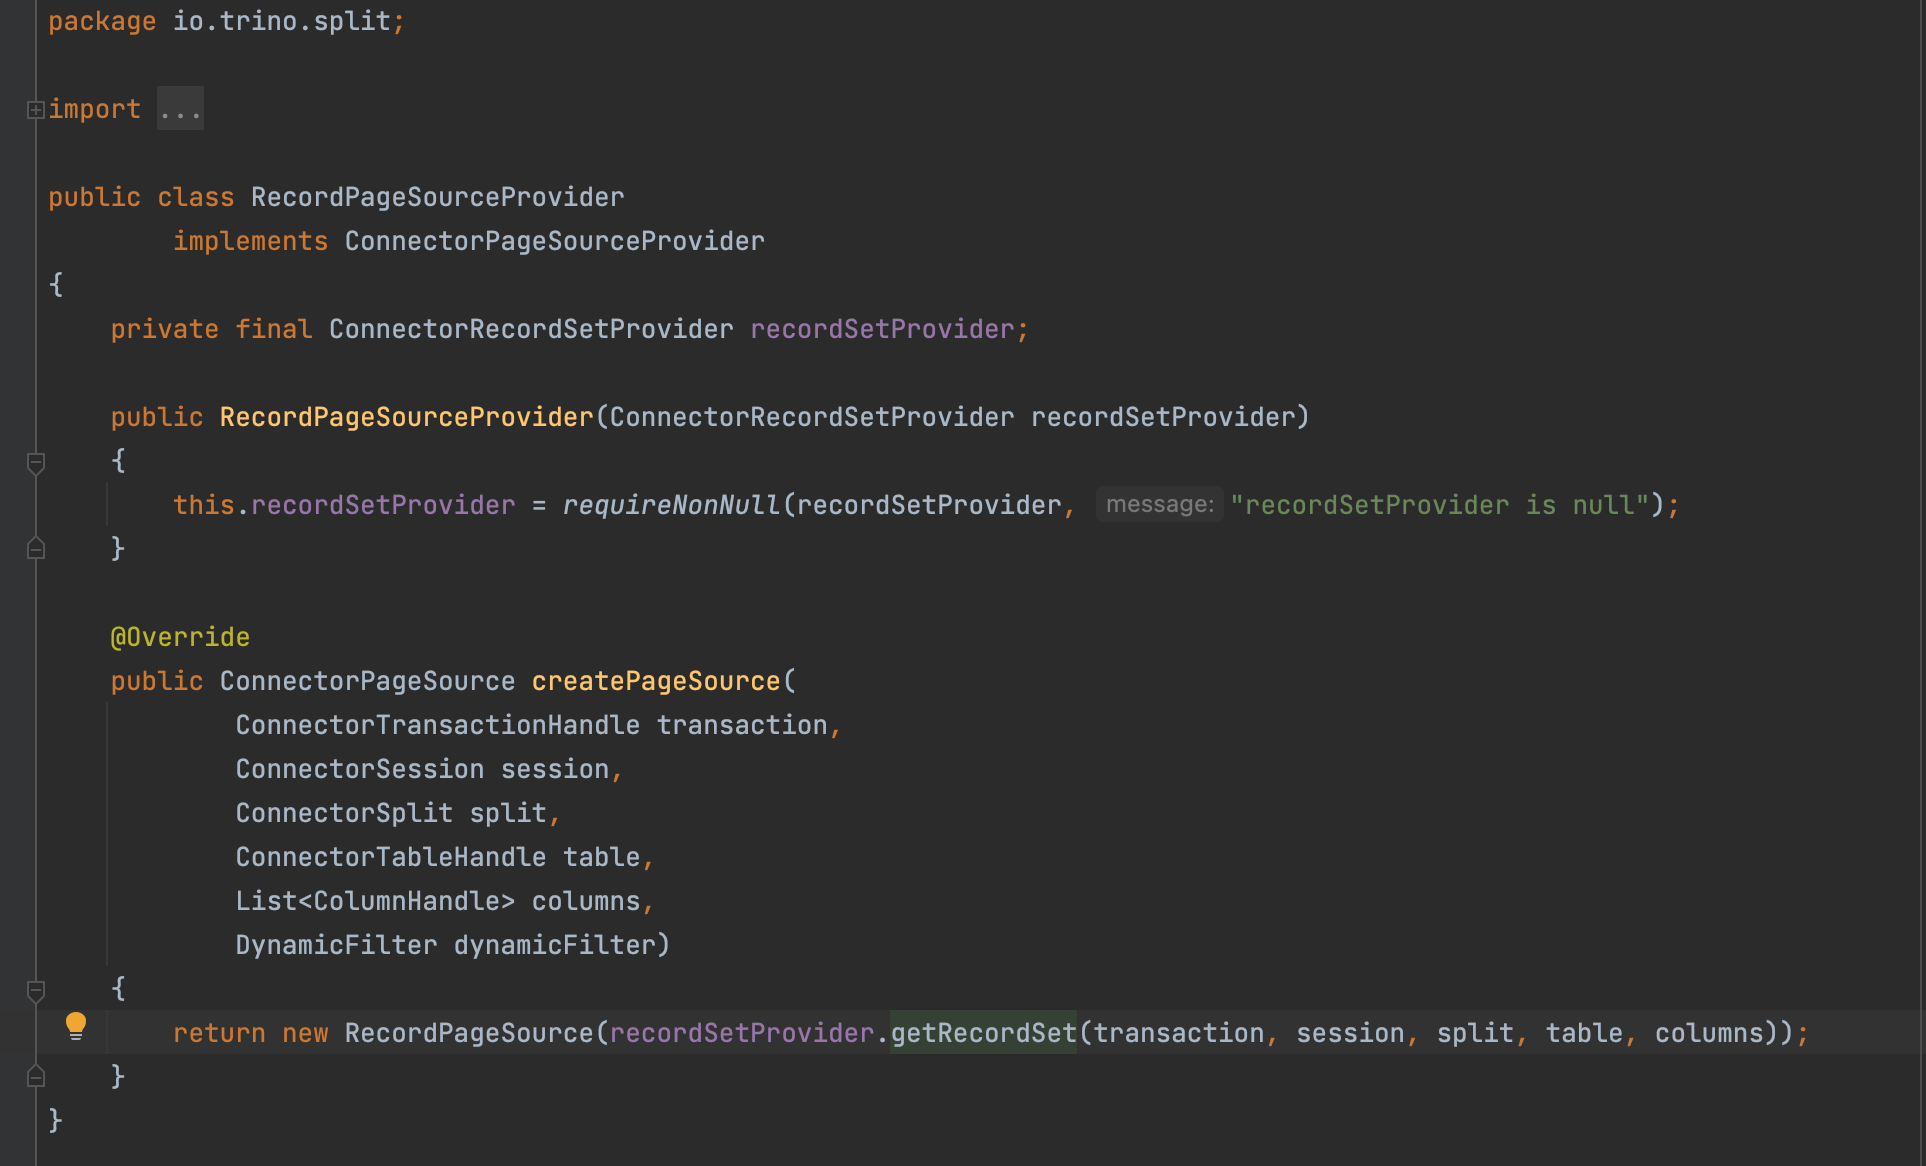 package io.trino.split;
import ...
public class RecordPageSourceProvider
implements ConnectorPageSourceProvider
{
private final ConnectorRecordSetProvider recordSetProvider;
public RecordPageSourceProvider(ConnectorRecordSetProvider recordSetProvider)
{
this.recordSetProvider = requireNonNull(recordSetProvider, message: "recordSetProvider is null");
}
@Override
public ConnectorPageSource createPageSource(
ConnectorTransactionHandle transaction,
ConnectorSession session,
ConnectorSplit split,
ConnectorTableHandle table,
List<ColumnHandle> columns,
DynamicFilter dynamicFilter)
{
return new RecordPageSource(recordSetProvider.getRecordSet(transaction, session, split, table, columns));
}
}